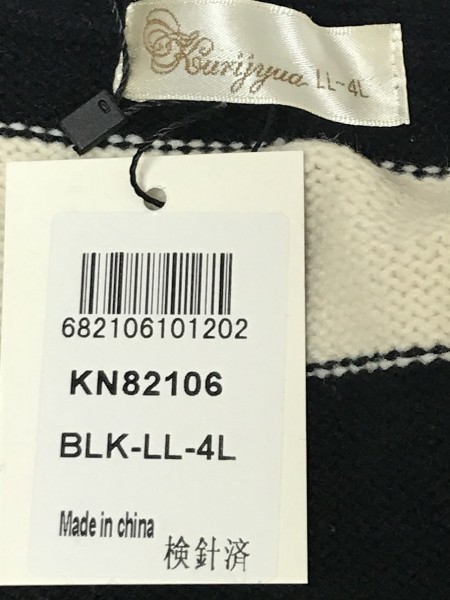 Kurijyua LL-4L
682106101202
KN82106
BLK-LL-4L
Made in china
検針済